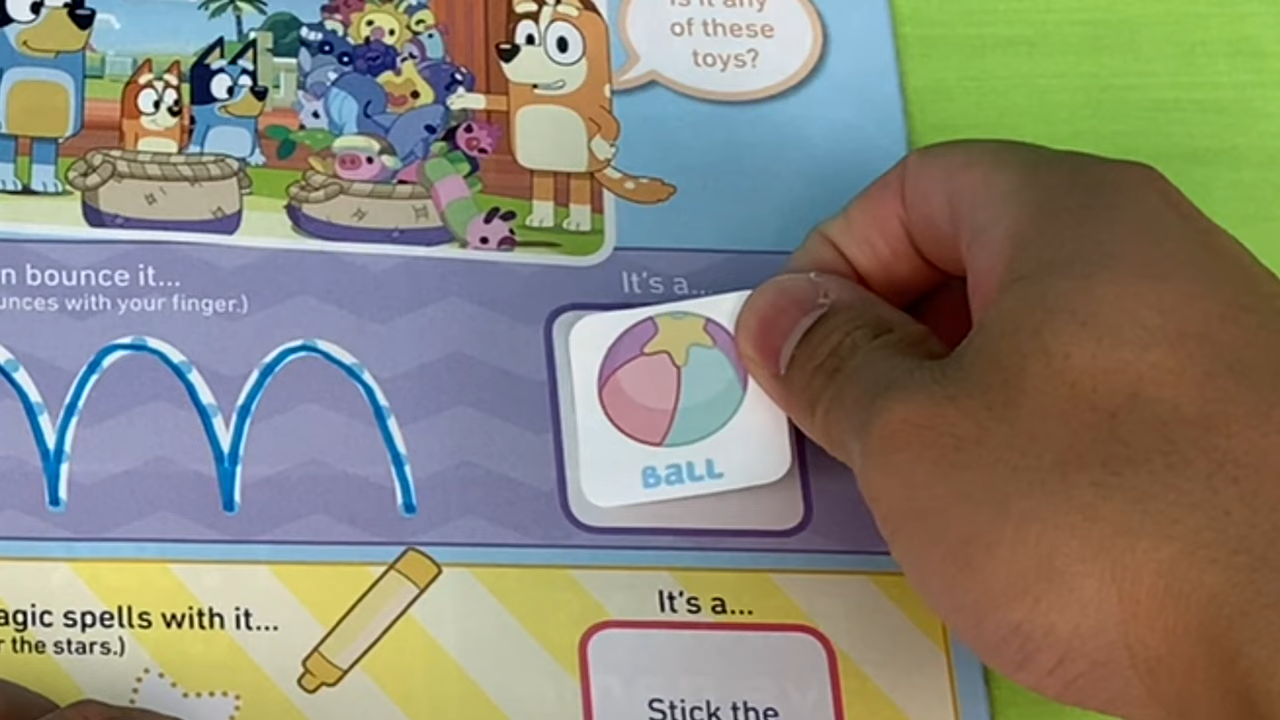 is it any
of these
toys?
n bounce it...
unces with your finger.)
It's a...
BaLL
agic spells with it...
r the stars.)
It's a...
Stick the